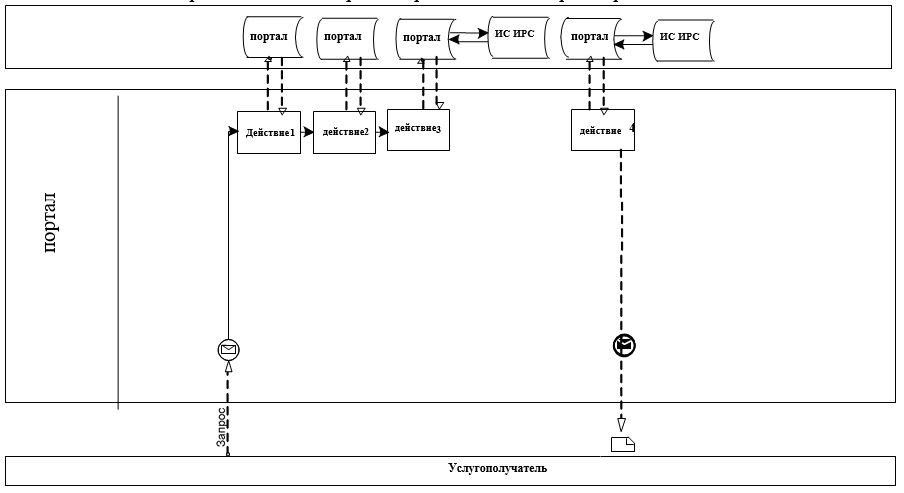 портал портал портал ИС ИРС портал ИС ИРС
Действие1 действие2 действие3 действие 4
портал
Запрос
Услугополучатель